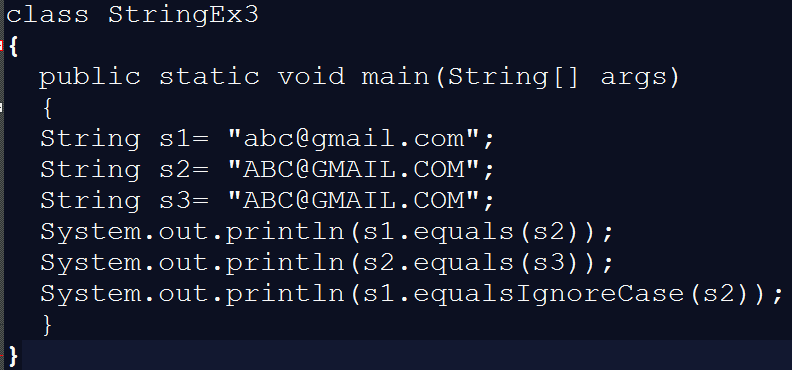 class StringEx3
{
public static void main(String[] args)
{
String s1= "abc@gmail.com";
String s2= "ABC@GMAIL.COM";
String s3= "ABC@GMAIL.COM";
System.out.println(s1.equals(s2));
System.out.println(s2.equals(s3));
System.out.println(s1.equalsIgnoreCase(s2));
}
}